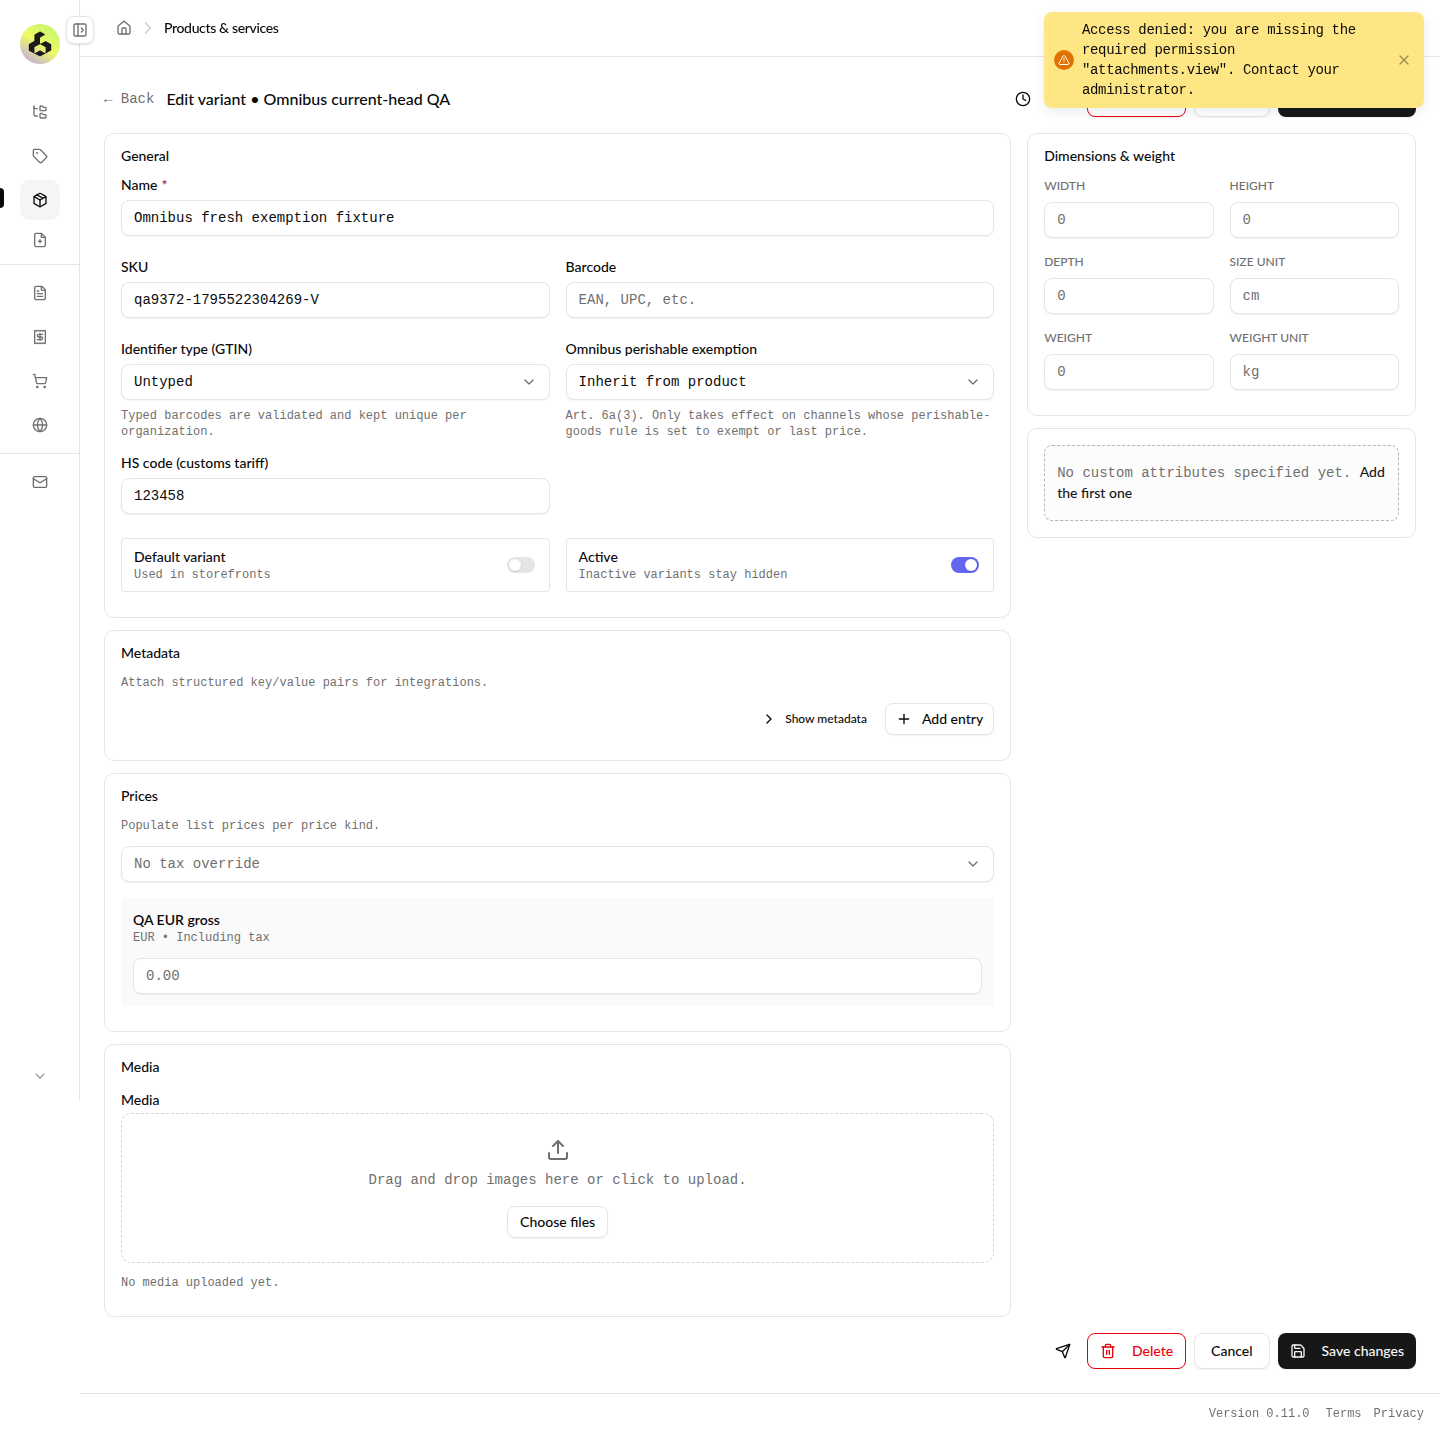 Products & services
Access denied: you are missing the
required permission
"attachments.view". Contact your
administrator.
← Back
Edit variant • Omnibus current-head QA
General
Name *
Omnibus fresh exemption fixture
SKU
Barcode
qa9372-1795522304269-V
EAN, UPC, etc.
Identifier type (GTIN)
Omnibus perishable exemption
Untyped
Inherit from product
Typed barcodes are validated and kept unique per
organization.
Art. 6a(3). Only takes effect on channels whose perishable-
goods rule is set to exempt or last price.
HS code (customs tariff)
123458
Default variant
Used in storefronts
Active
Inactive variants stay hidden
Metadata
Attach structured key/value pairs for integrations.
Show metadata
Add entry
Prices
Populate list prices per price kind.
No tax override
QA EUR gross
EUR • Including tax
0.00
Media
Media
Drag and drop images here or click to upload.
Choose files
No media uploaded yet.
Dimensions & weight
WIDTH
HEIGHT
0
0
DEPTH
SIZE UNIT
0
cm
WEIGHT
WEIGHT UNIT
0
kg
No custom attributes specified yet. Add
the first one
Delete
Cancel
Save changes
Version 0.11.0
Terms
Privacy